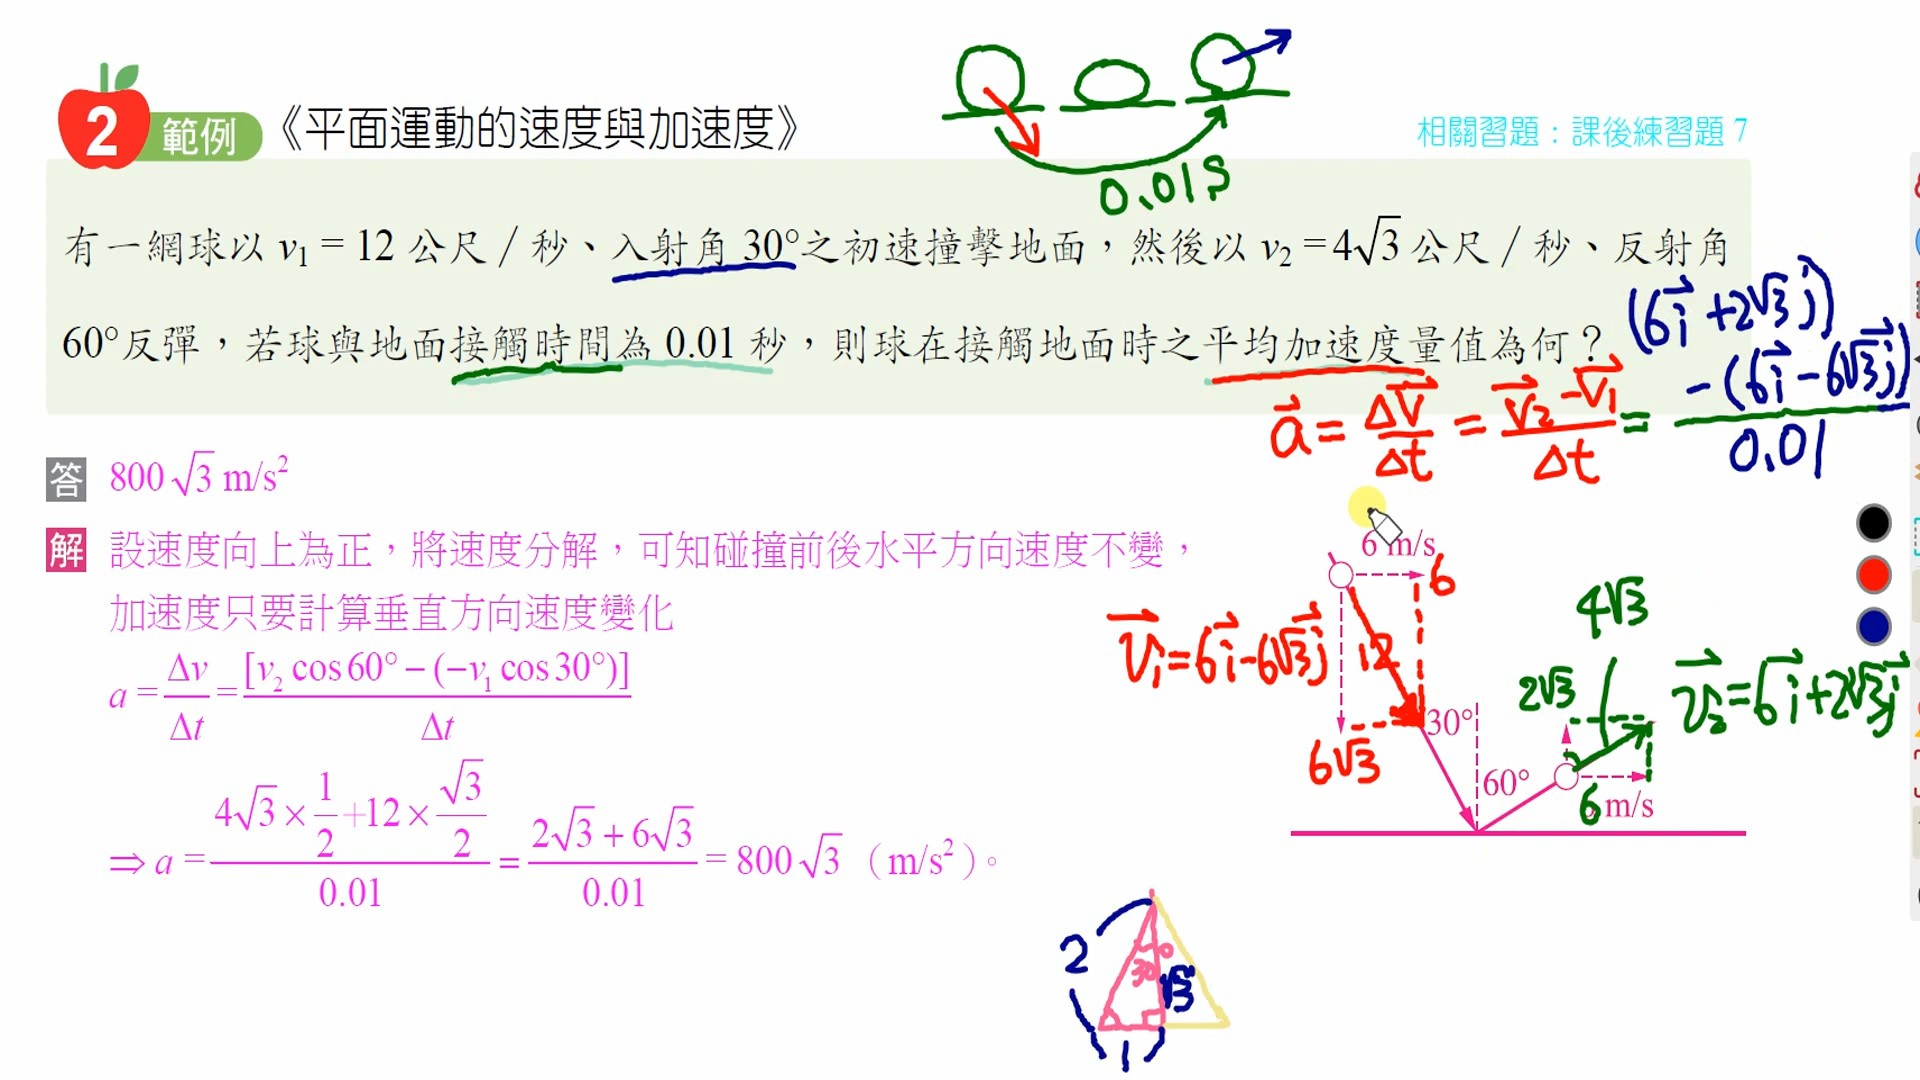 2 範例 《平面運動的速度與加速度》
相關習題：課後練習題 7
0.01S
有一網球以 v₁ = 12 公尺／秒、入射角 30°之初速撞擊地面，然後以 v₂ = 4√3 公尺／秒、反射角
60°反彈，若球與地面接觸時間為 0.01 秒，則球在接觸地面時之平均加速度量值為何？
(6i⃗ + 2√3 j⃗)
a⃗ = ΔV⃗/Δt = (V⃗₂ − V⃗₁)/Δt = − (6i⃗ − 6√3 j⃗)
0.01
答 800√3 m/s²
解 設速度向上為正，將速度分解，可知碰撞前後水平方向速度不變，
加速度只要計算垂直方向速度變化
a = Δv/Δt = [v₂ cos 60° − (−v₁ cos 30°)]/Δt
⇒ a = (4√3 × 1/2 + 12 × √3/2)/0.01 = (2√3 + 6√3)/0.01 = 800√3（m/s²）。
6 m/s
6
V⃗₁ = 6i⃗ − 6√3 j⃗
12
6√3
30°
60°
4√3
2√3
V⃗₂ = 6i⃗ + 2√3 j⃗
6 m/s
2
30°
√3
1